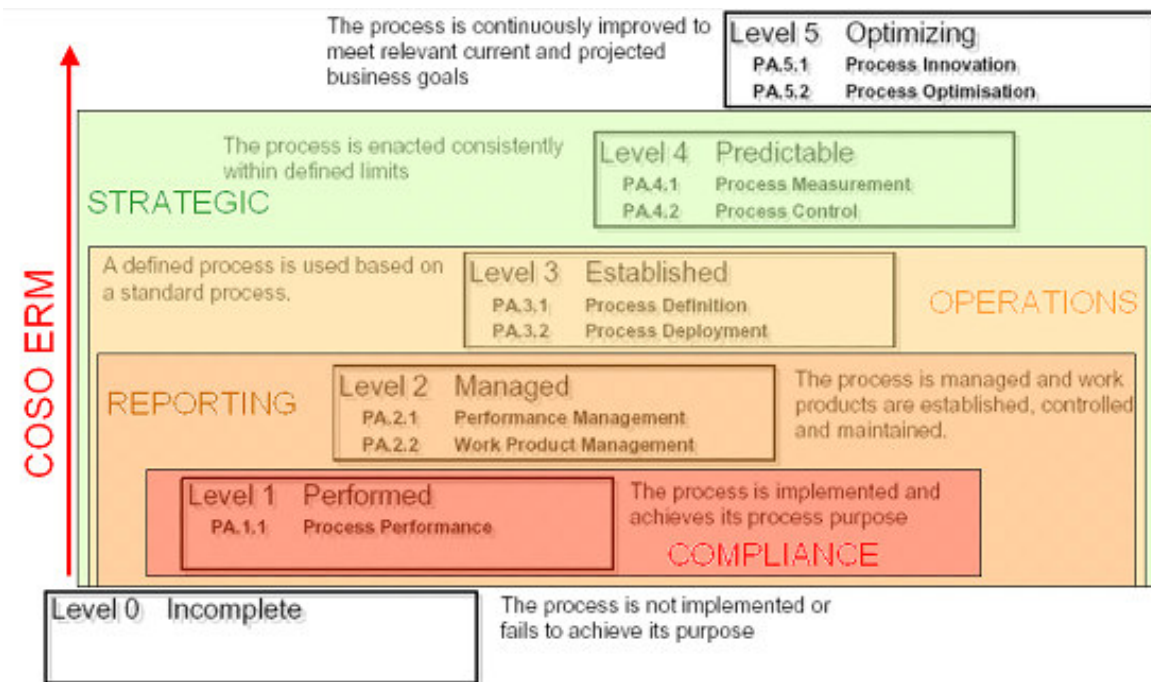 The process is continuously improved to
meet relevant current and projected
business goals
Level 5 Optimizing
PA.5.1 Process Innovation
PA.5.2 Process Optimisation
The process is enacted consistently
within defined limits
Level 4 Predictable
PA.4.1 Process Measurement
PA.4.2 Process Control
STRATEGIC
A defined process is used based on
a standard process.
Level 3 Established
PA.3.1 Process Definition
PA.3.2 Process Deployment
OPERATIONS
COSO ERM
REPORTING
Level 2 Managed
PA.2.1 Performance Management
PA.2.2 Work Product Management
The process is managed and work
products are established, controlled
and maintained.
Level 1 Performed
PA.1.1 Process Performance
The process is implemented and
achieves its process purpose
COMPLIANCE
Level 0 Incomplete
The process is not implemented or
fails to achieve its purpose